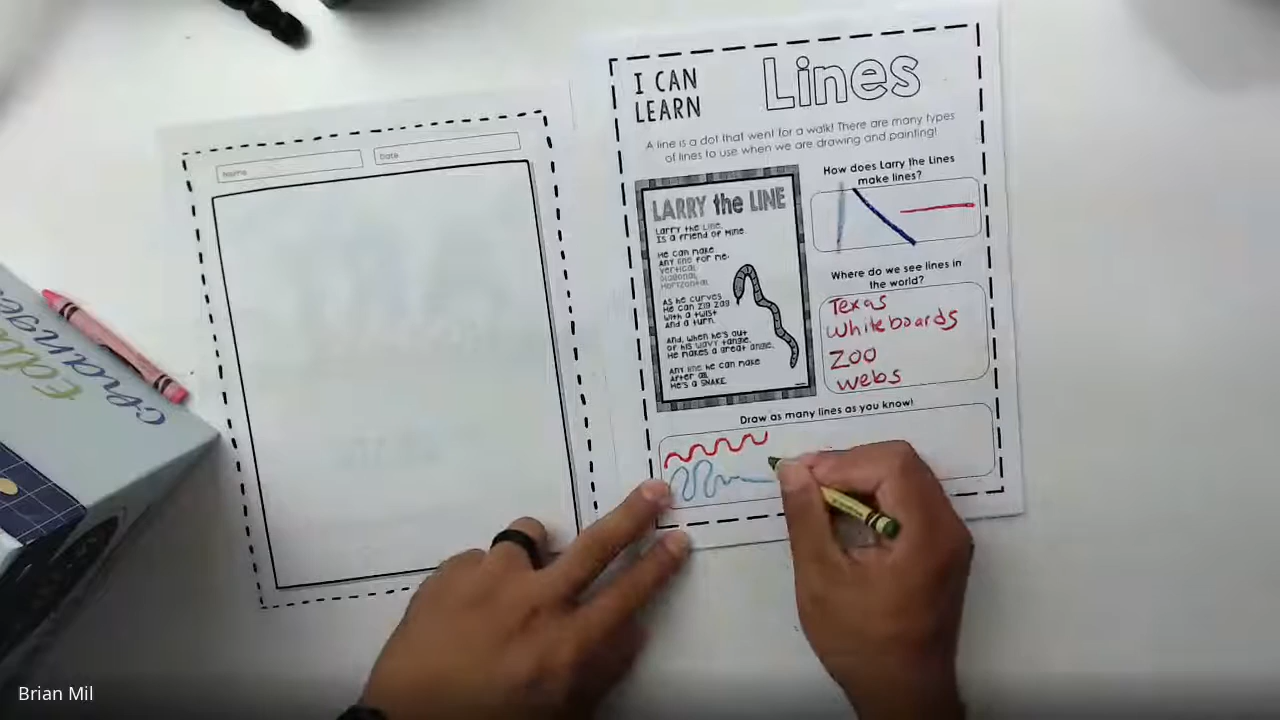 I CAN
LEARN
Lines
A line is a dot that went for a walk! There are many types
of lines to use when we are drawing and painting!
Name
Date
LARRY the LINE
Larry the Line,
Is a friend of mine.
He can make
Any line for me.
Vertical
Diagonal
Horizontal
As he curves
He can zig zag
With a twist
And a turn.
And, when he's out
of his wavy tangle,
He makes a great angle.
Any line he can make
After all
He's a SNAKE
How does Larry the Lines
make lines?
Where do we see lines in
the world?
Texas
Whiteboards
Zoo
webs
Draw as many lines as you know!
Brian Mil